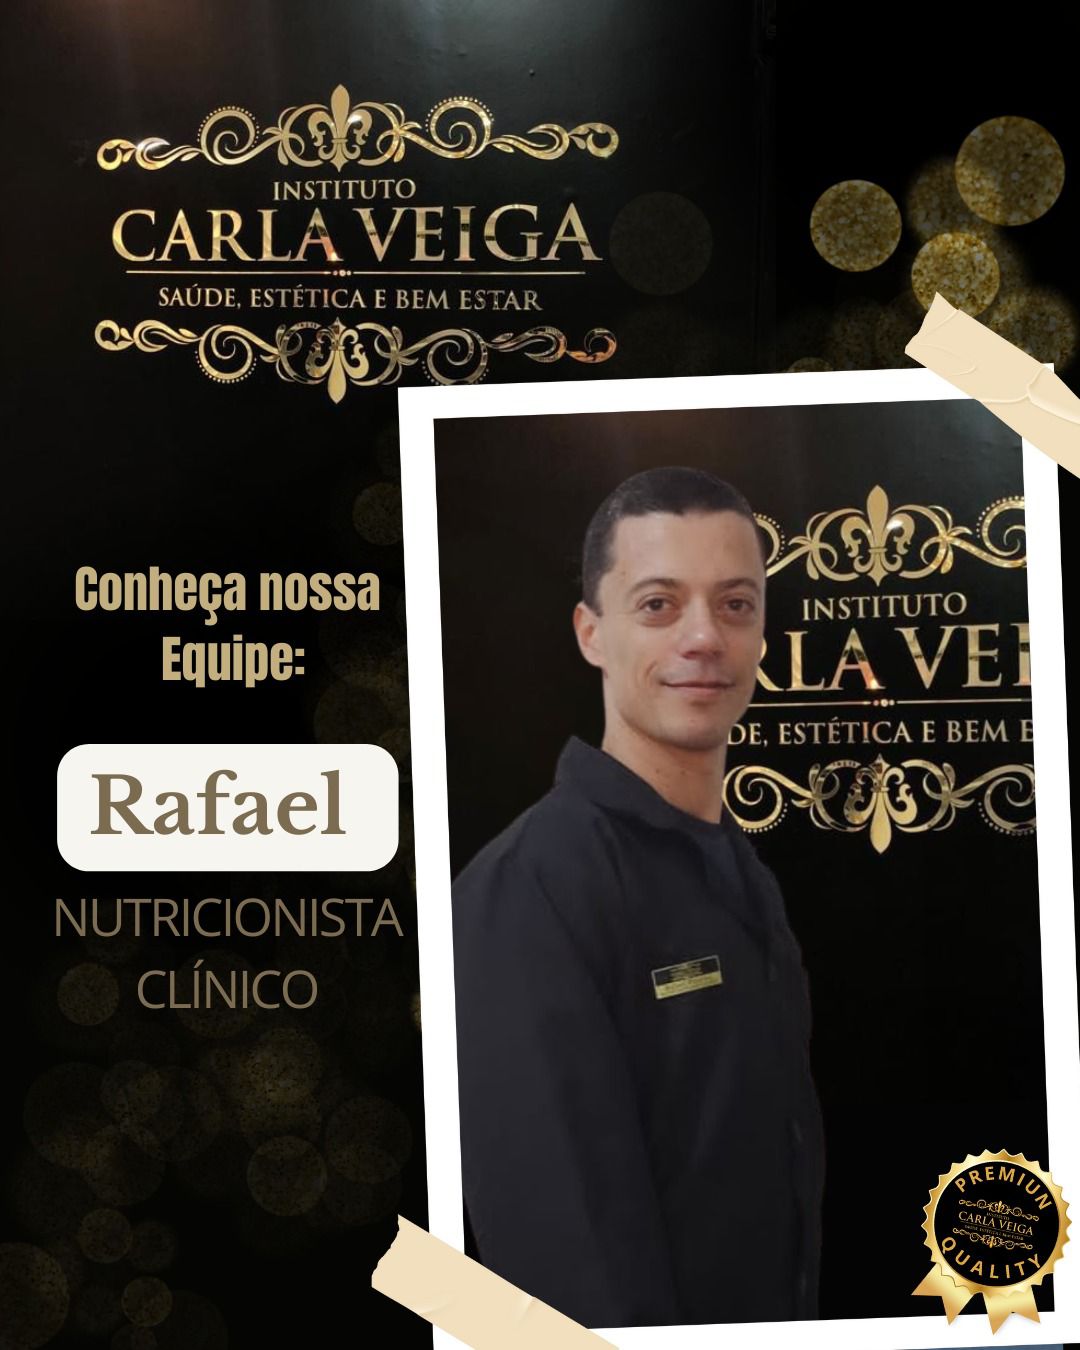 INSTITUTO
CARLA VEIGA
SAÚDE, ESTÉTICA E BEM ESTAR
Conheça nossa
Equipe:
Rafael
NUTRICIONISTA
CLÍNICO
INSTITUTO
RLA VEI
DE, ESTÉTICA E BEM E
PREMIUN
CARLA VEIGA
QUALITY